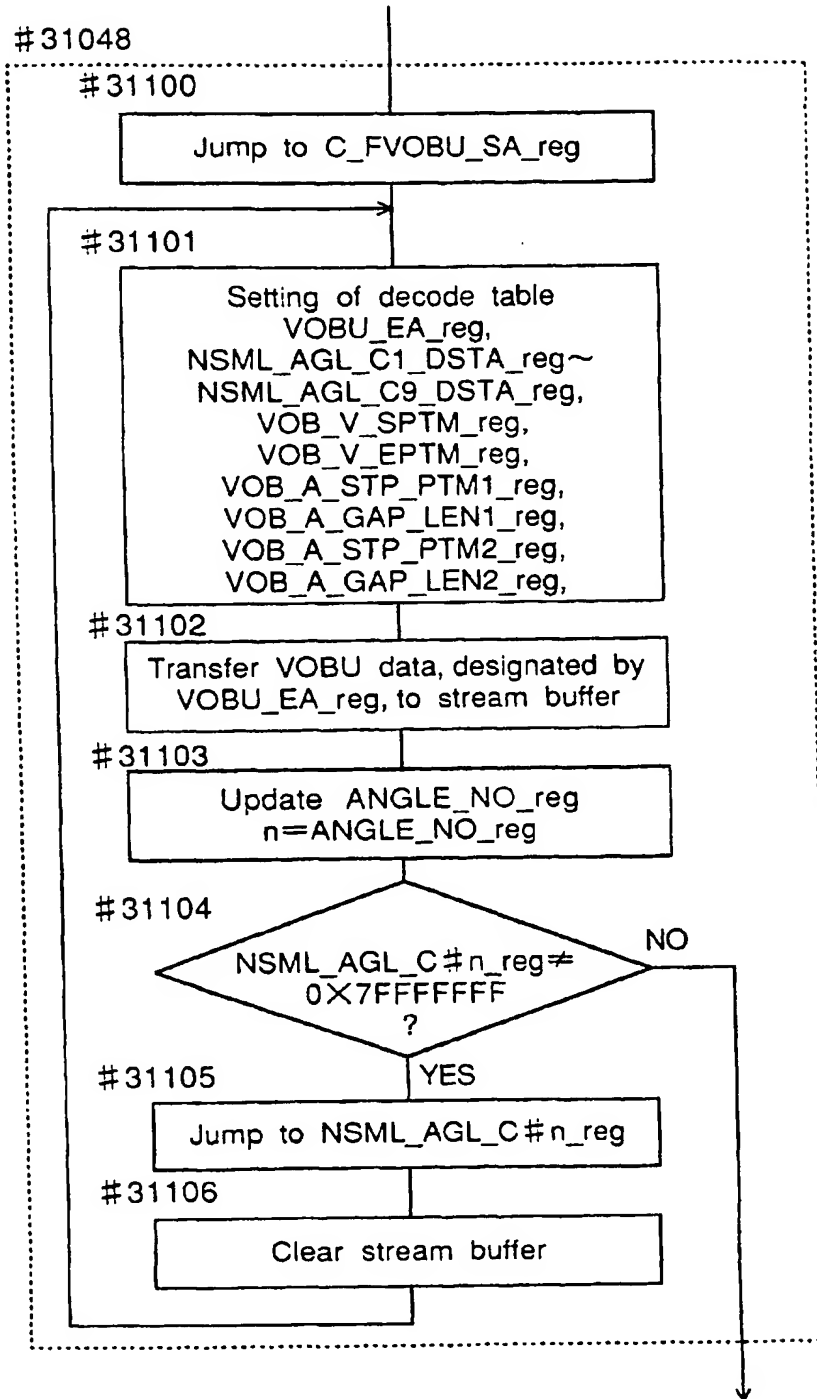 #31048
#31100
Jump to C_FVOBU_SA_reg
#31101
Setting of decode table
VOBU_EA_reg,
NSML_AGL_C1_DSTA_reg~
NSML_AGL_C9_DSTA_reg,
VOB_V_SPTM_reg,
VOB_V_EPTM_reg,
VOB_A_STP_PTM1_reg,
VOB_A_GAP_LEN1_reg,
VOB_A_STP_PTM2_reg,
VOB_A_GAP_LEN2_reg,
#31102
Transfer VOBU data, designated by
VOBU_EA_reg, to stream buffer
#31103
Update ANGLE_NO_reg
n=ANGLE_NO_reg
#31104
NO
NSML_AGL_C#n_reg≠
0X7FFFFFFF
?
YES
#31105
Jump to NSML_AGL_C#n_reg
#31106
Clear stream buffer